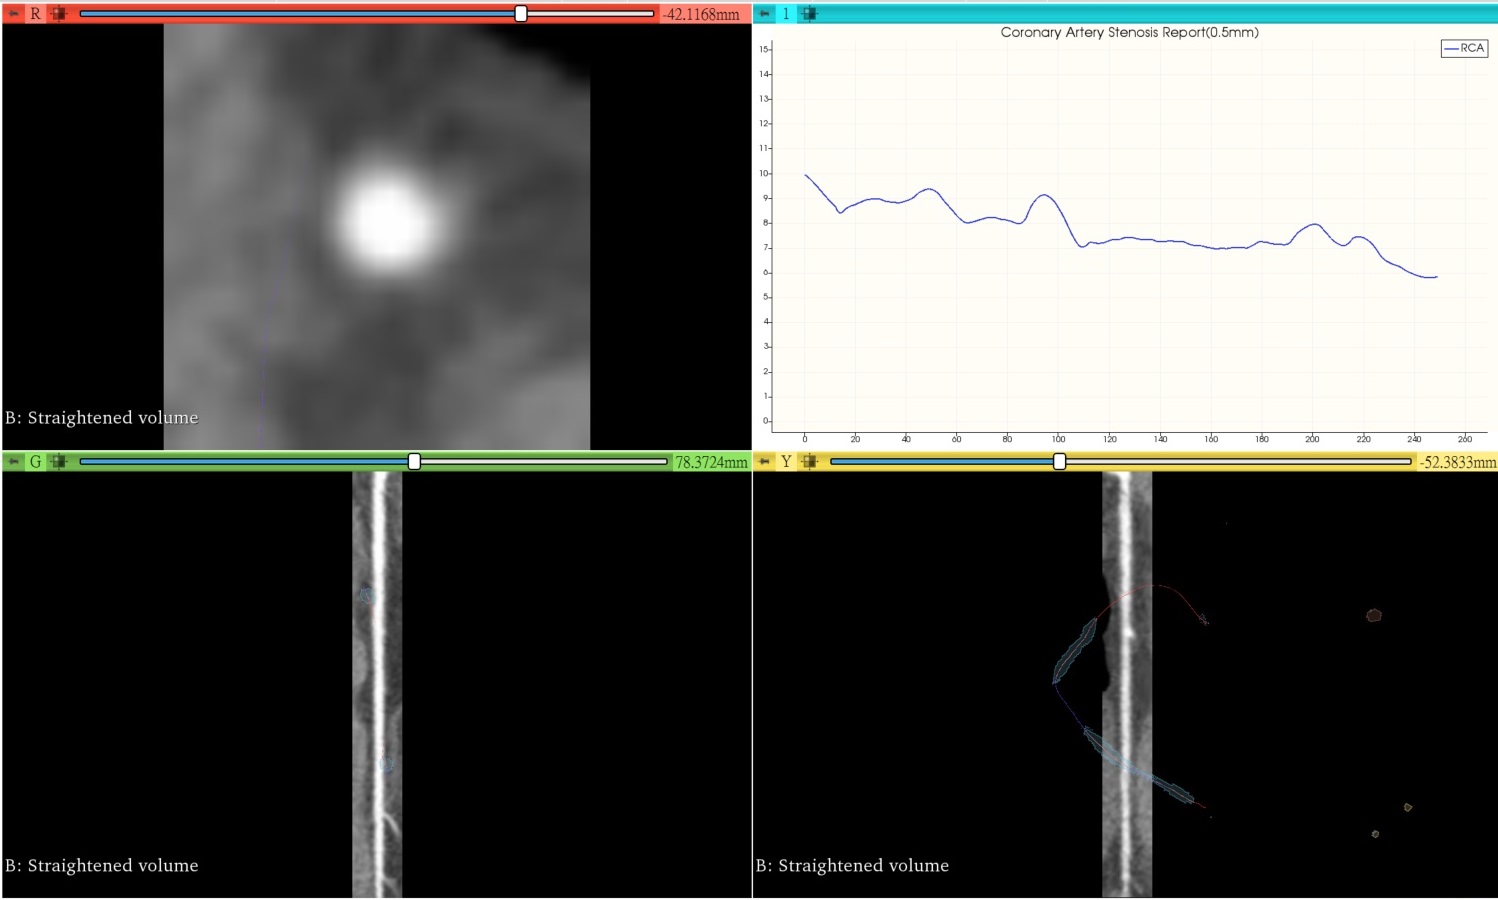 R
-42.1168mm
1
B: Straightened volume
Coronary Artery Stenosis Report(0.5mm)
RCA
15
14
13
12
11
10
9
8
7
6
5
4
3
2
1
0
0 20 40 60 80 100 120 140 160 180 200 220 240 260
G
78.3724mm
B: Straightened volume
Y
-52.3833mm
B: Straightened volume